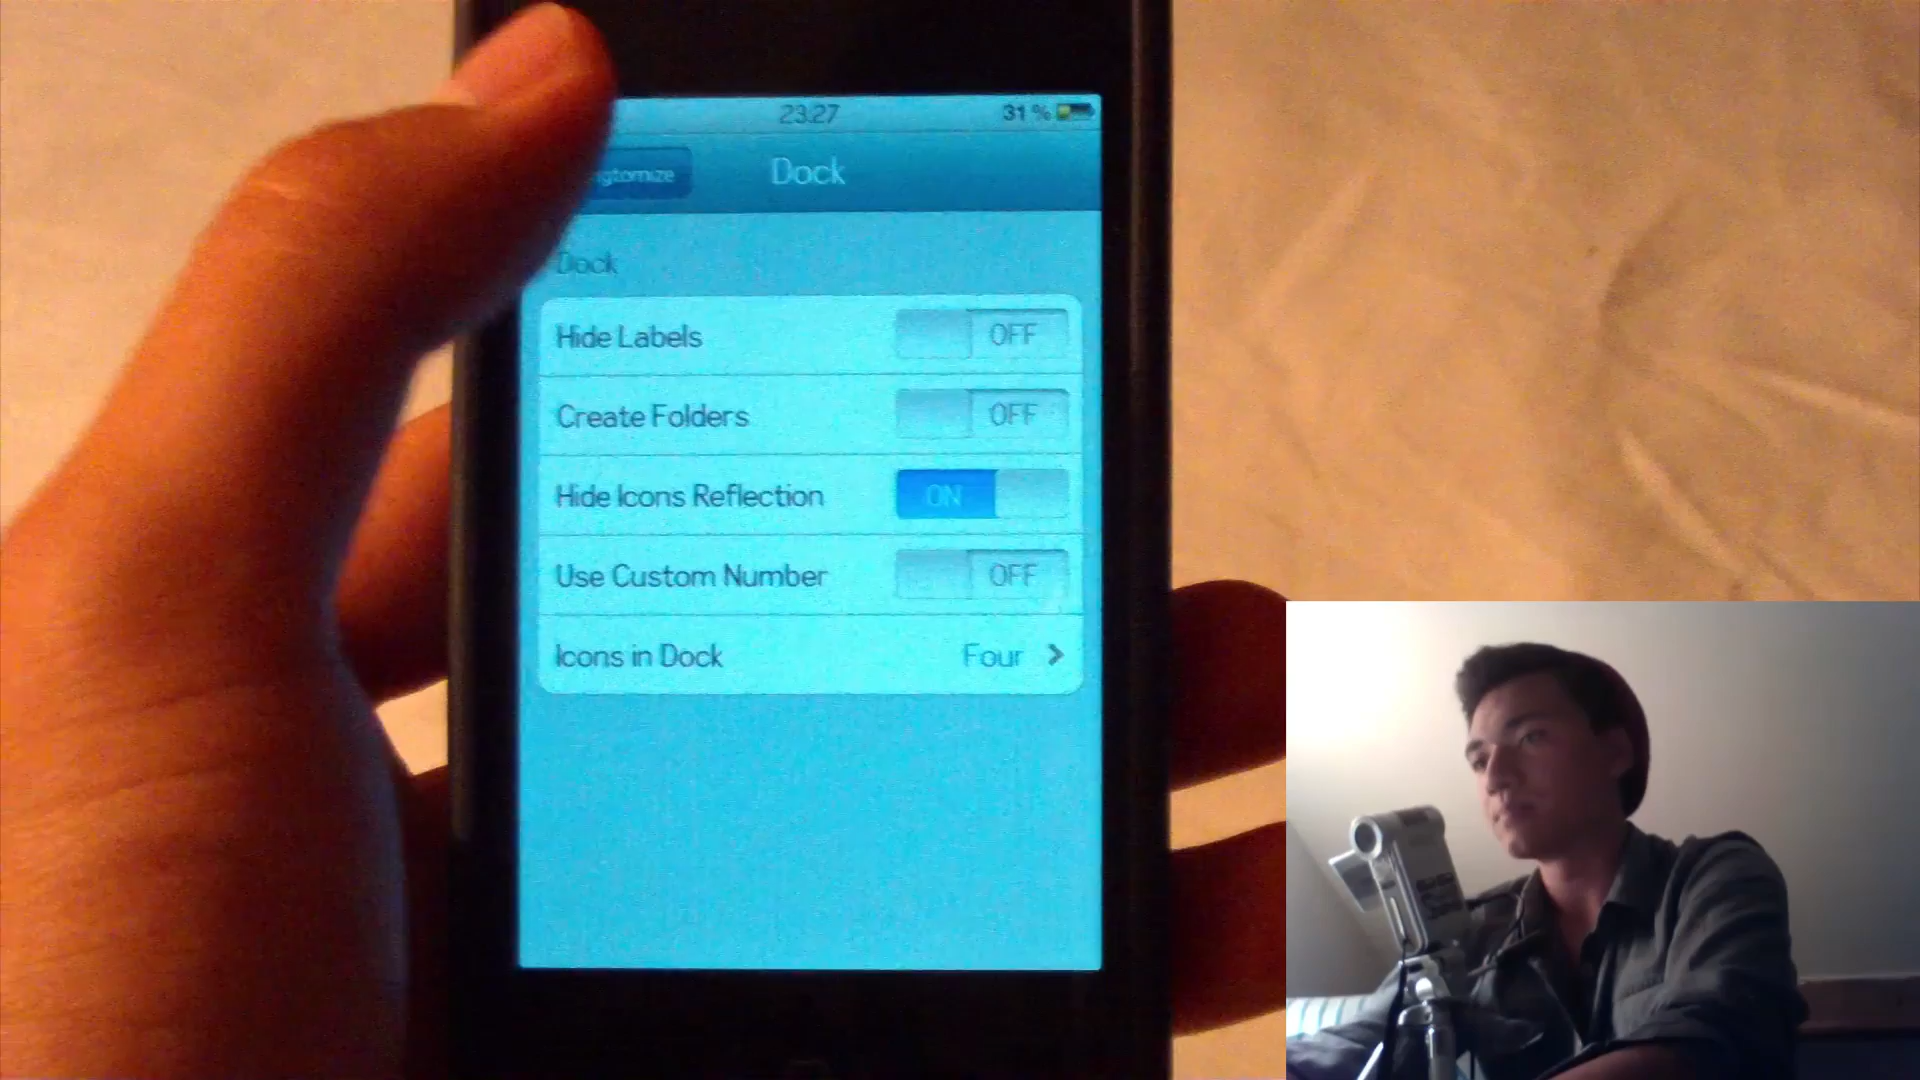 23:27 31 %
Dock
Dock
Hide Labels OFF
Create Folders OFF
Hide Icons Reflection ON
Use Custom Number OFF
Icons in Dock Four